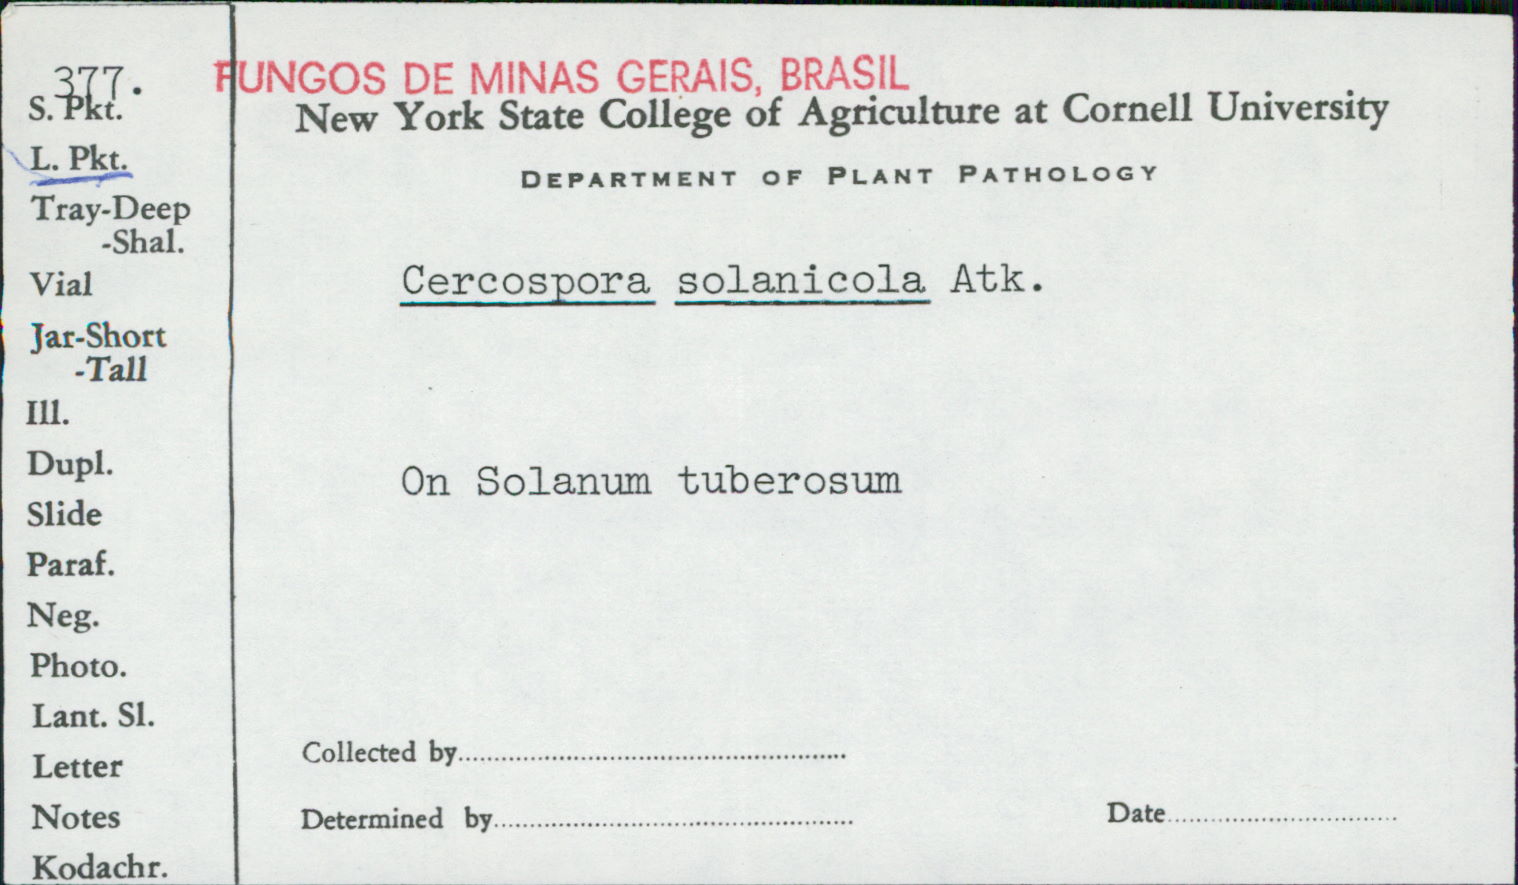 377.
FUNGOS DE MINAS GERAIS, BRASIL
New York State College of Agriculture at Cornell University
DEPARTMENT OF PLANT PATHOLOGY
S. Pkt.
L. Pkt.
Tray-Deep
-Shal.
Vial
Jar-Short
-Tall
Ill.
Dupl.
Slide
Paraf.
Neg.
Photo.
Lant. Sl.
Letter
Notes
Kodachr.
Cercospora solanicola Atk.
On Solanum tuberosum
Collected by
Determined by
Date